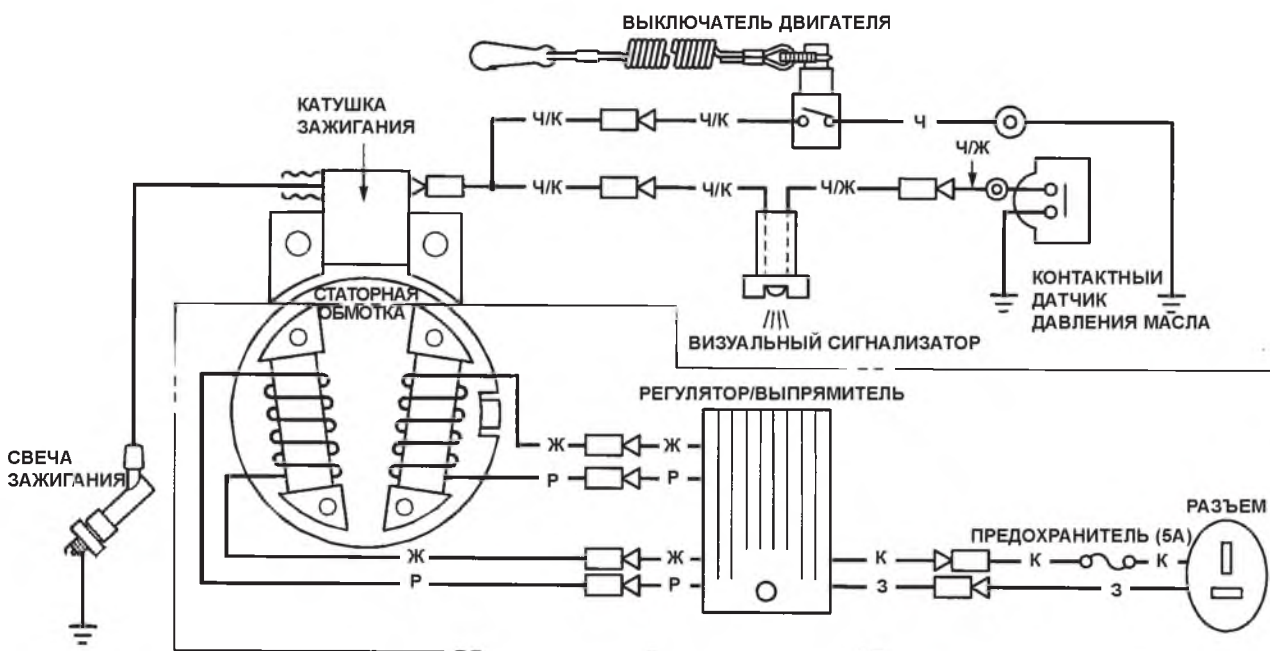 ВЫКЛЮЧАТЕЛЬ ДВИГАТЕЛЯ
КАТУШКА
ЗАЖИГАНИЯ
Ч/К
Ч/К
Ч
Ч/Ж
Ч/К
Ч/К
Ч/Ж
КОНТАКТНЫЙ
ДАТЧИК
ДАВЛЕНИЯ МАСЛА
СТАТОРНАЯ
ОБМОТКА
ВИЗУАЛЬНЫЙ СИГНАЛИЗАТОР
РЕГУЛЯТОР/ВЫПРЯМИТЕЛЬ
СВЕЧА
ЗАЖИГАНИЯ
Ж
Ж
Р
Р
РАЗЪЕМ
ПРЕДОХРАНИТЕЛЬ (5А)
Ж
Ж
К
К
К
Р
Р
З
З